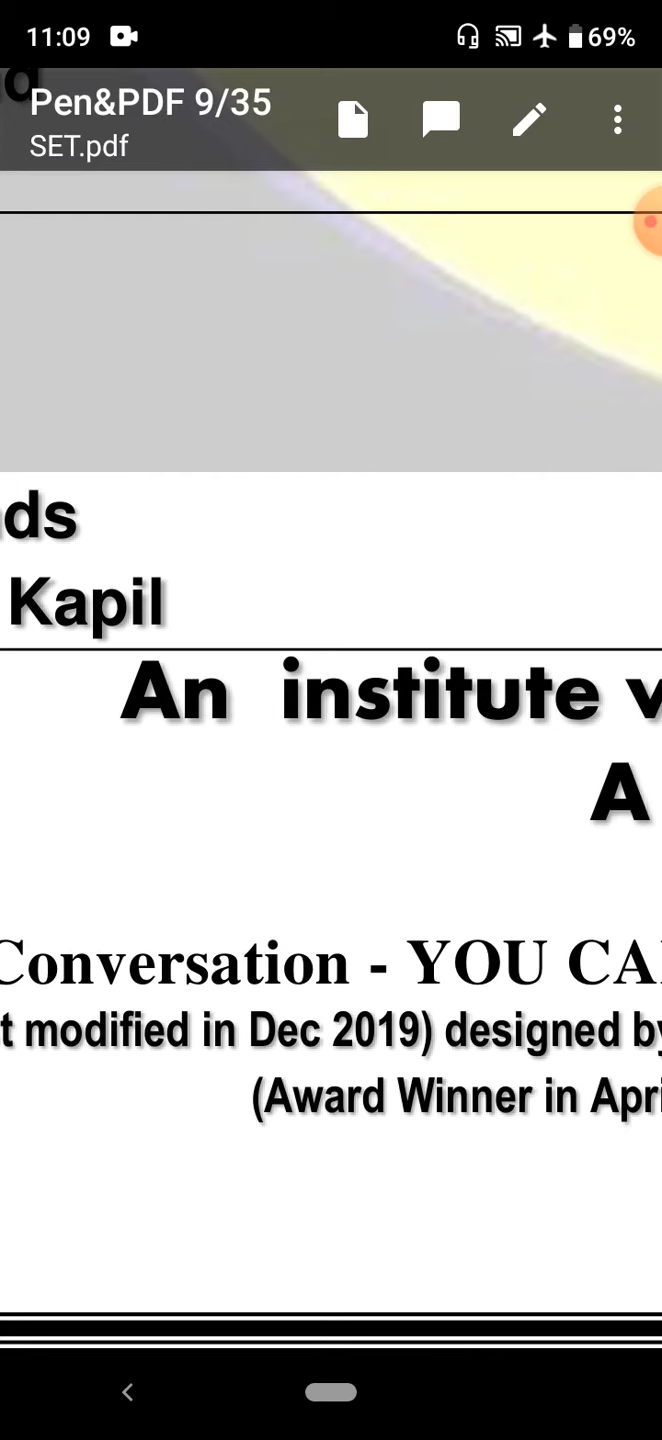 11:09
69%
Pen&PDF 9/35
SET.pdf
ds
Kapil
An institute
A
Conversation - YOU CA
t modified in Dec 2019) designed by
(Award Winner in Apri